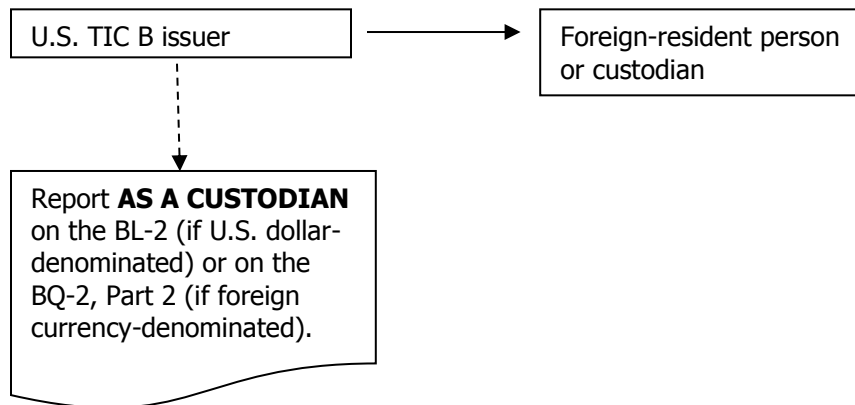 U.S. TIC B issuer
Foreign-resident person
or custodian
Report AS A CUSTODIAN
on the BL-2 (if U.S. dollar-
denominated) or on the
BQ-2, Part 2 (if foreign
currency-denominated).